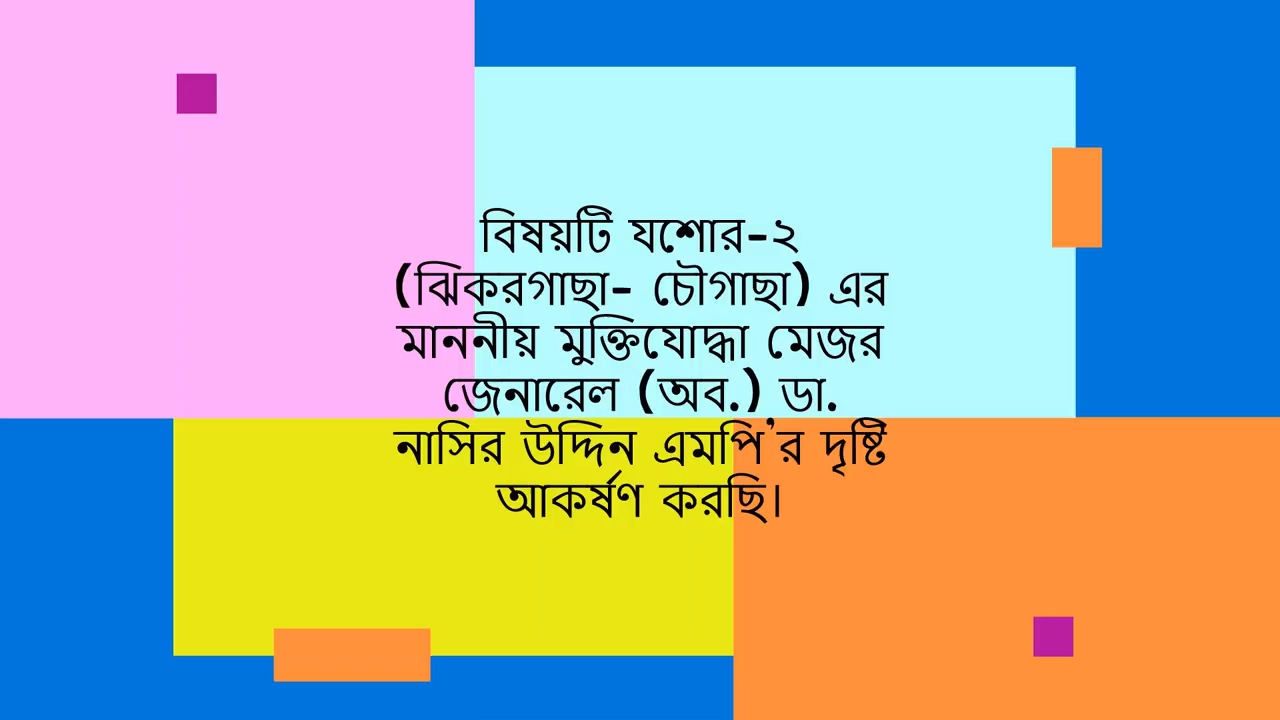 বিষয়টি যশোর-২
(ঝিকরগাছা- চৌগাছা) এর
মাননীয় মুক্তিযোদ্ধা মেজর
জেনারেল (অব.) ডা.
নাসির উদ্দিন এমপি’র দৃষ্টি
আকর্ষণ করছি।